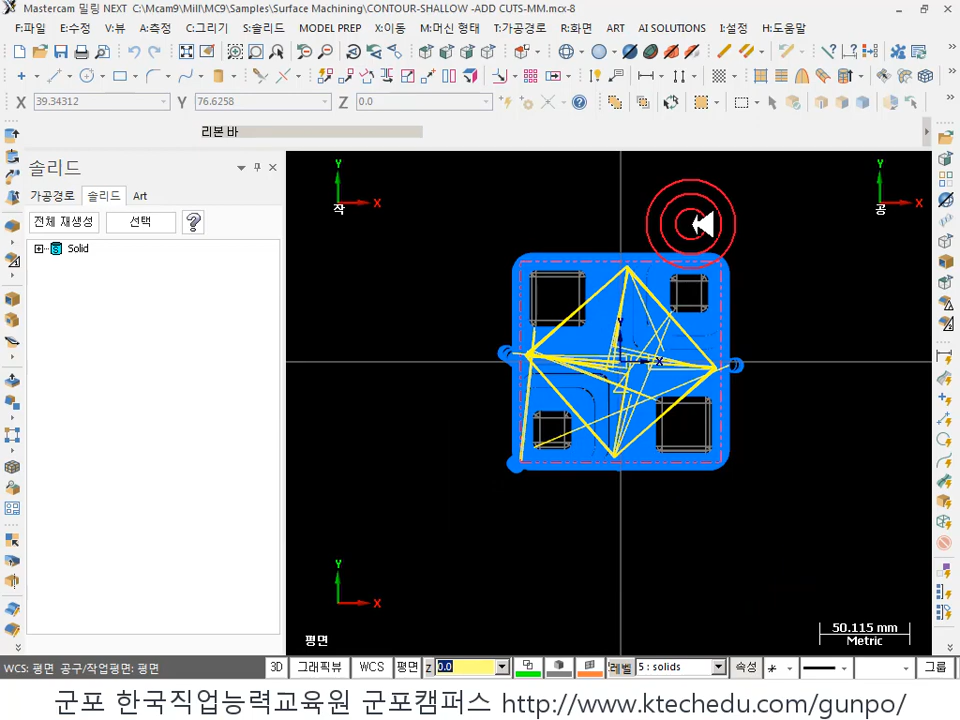 Mastercam 밀링 NEXT C:\Mcam9\Mill\MC9\Samples\Surface Machining\CONTOUR-SHALLOW -ADD CUTS-MM.mcx-8
F:파일 E:수정 V:뷰 A:측정 C:그리기 S:솔리드 MODEL PREP X:이동 M:머신 형태 T:가공경로 R:화면 ART AI SOLUTIONS I:설정 H:도움말
X 39.34312 Y 76.6258 Z 0.0
리본 바
솔리드
가공경로 솔리드 Art
전체 재생성 선택
Solid
Y X 작
Y X 공
Y
X
Y X
평면
50.115 mm
Metric
WCS: 평면 공구/작업평면: 평면 3D 그래픽뷰 WCS 평면 Z 0.0 레벨 5 : solids 속성 그룹
군포 한국직업능력교육원 군포캠퍼스 http://www.ktechedu.com/gunpo/